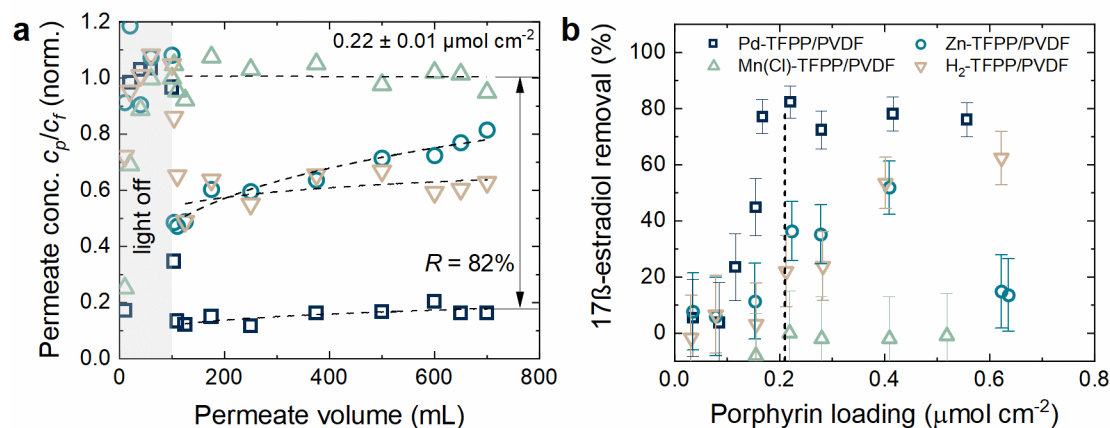 a
Permeate conc. cp/cf (norm.)
1.2
1.0
0.8
0.6
0.4
0.2
0.0
0.22 ± 0.01 µmol cm-2
light off
R = 82%
0
200
400
600
800
Permeate volume (mL)
b
17ß-estradiol removal (%)
100
80
60
40
20
0
Pd-TFPP/PVDF
Zn-TFPP/PVDF
Mn(Cl)-TFPP/PVDF
H2-TFPP/PVDF
0.0
0.2
0.4
0.6
0.8
Porphyrin loading (µmol cm-2)